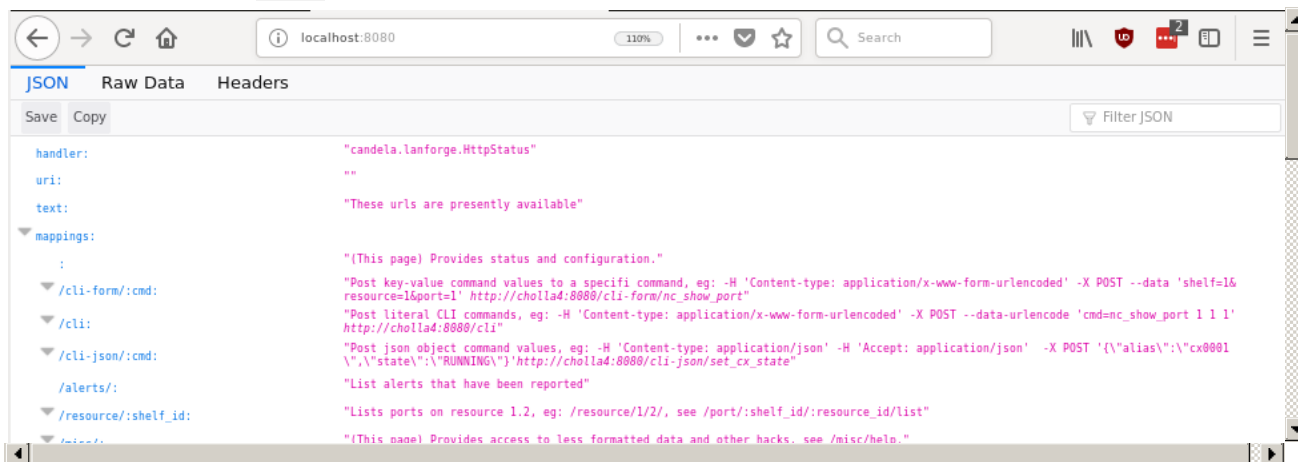 localhost:8080
110%
Search
2
JSON Raw Data Headers
Save Copy
Filter JSON
handler: "candela.lanforge.HttpStatus"
uri: ""
text: "These urls are presently available"
mappings:
: "(This page) Provides status and configuration."
/cli-form/:cmd: "Post key-value command values to a specifi command, eg: -H 'Content-type: application/x-www-form-urlencoded' -X POST --data 'shelf=1&
resource=1&port=1' http://cholla4:8080/cli-form/nc_show_port"
/cli: "Post literal CLI commands, eg: -H 'Content-type: application/x-www-form-urlencoded' -X POST --data-urlencode 'cmd=nc_show_port 1 1 1'
http://cholla4:8080/cli"
/cli-json/:cmd: "Post json object command values, eg: -H 'Content-type: application/json' -H 'Accept: application/json'  -X POST '{\"alias\":\"cx0001
\",\"state\":\"RUNNING\"}'http://cholla4:8080/cli-json/set_cx_state"
/alerts/: "List alerts that have been reported"
/resource/:shelf_id: "Lists ports on resource 1.2, eg: /resource/1/2/, see /port/:shelf_id/:resource_id/list"
/misc/: "(This page) Provides access to less formatted data and other hacks, see /misc/help."